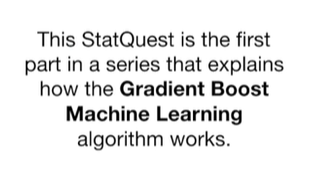 This StatQuest is the first
part in a series that explains
how the Gradient Boost
Machine Learning
algorithm works.